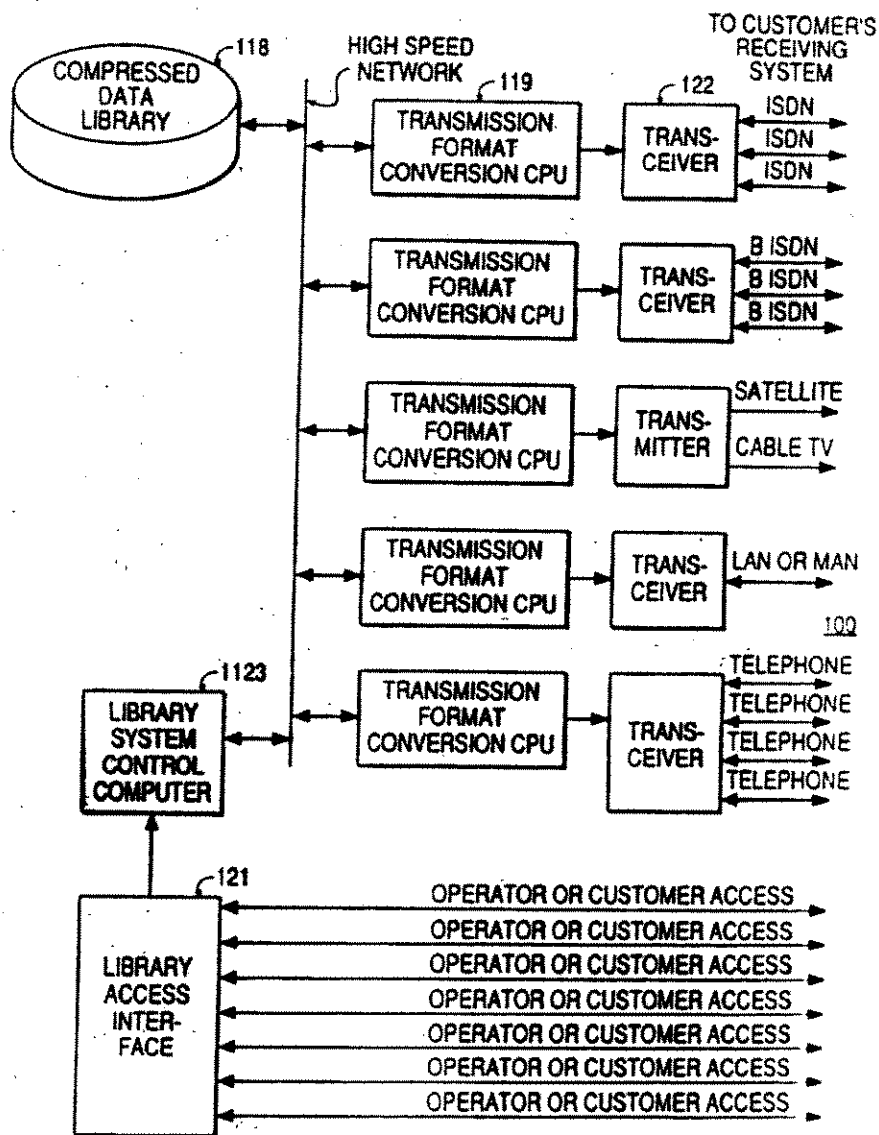 COMPRESSED
DATA
LIBRARY
118
HIGH SPEED
NETWORK
TO CUSTOMER'S
RECEIVING
SYSTEM
119
TRANSMISSION
FORMAT
CONVERSION CPU
122
TRANS-
CEIVER
ISDN
ISDN
ISDN
TRANSMISSION
FORMAT
CONVERSION CPU
TRANS-
CEIVER
B ISDN
B ISDN
B ISDN
TRANSMISSION
FORMAT
CONVERSION CPU
TRANS-
MITTER
SATELLITE
CABLE TV
TRANSMISSION
FORMAT
CONVERSION CPU
TRANS-
CEIVER
LAN OR MAN
100
1123
LIBRARY
SYSTEM
CONTROL
COMPUTER
TRANSMISSION
FORMAT
CONVERSION CPU
TRANS-
CEIVER
TELEPHONE
TELEPHONE
TELEPHONE
TELEPHONE
121
LIBRARY
ACCESS
INTER-
FACE
OPERATOR OR CUSTOMER ACCESS
OPERATOR OR CUSTOMER ACCESS
OPERATOR OR CUSTOMER ACCESS
OPERATOR OR CUSTOMER ACCESS
OPERATOR OR CUSTOMER ACCESS
OPERATOR OR CUSTOMER ACCESS
OPERATOR OR CUSTOMER ACCESS